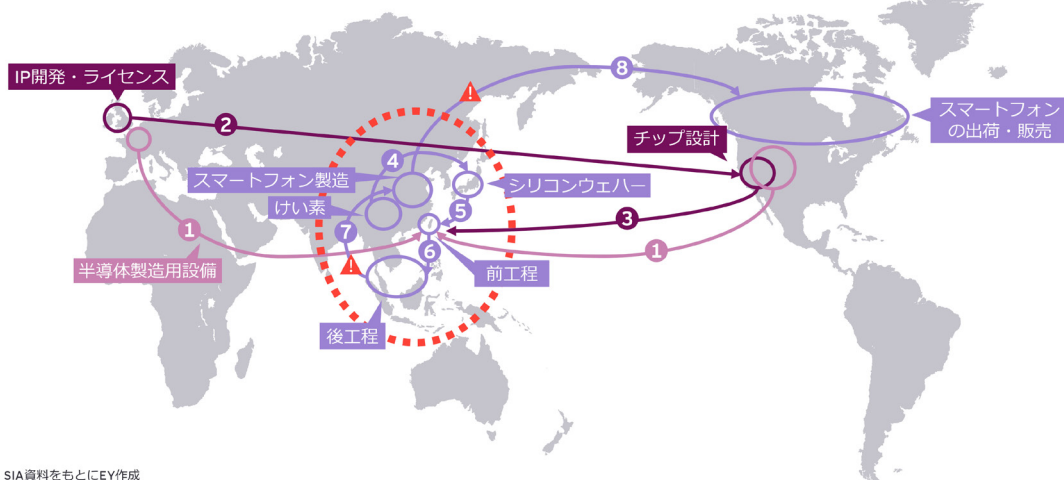 IP開発・ライセンス
8
!
2
スマートフォン
の出荷・販売
チップ設計
4
スマートフォン製造
シリコンウェハー
けい素
5
3
7
1
6
1
!
半導体製造用設備
前工程
後工程
SIA資料をもとにEY作成